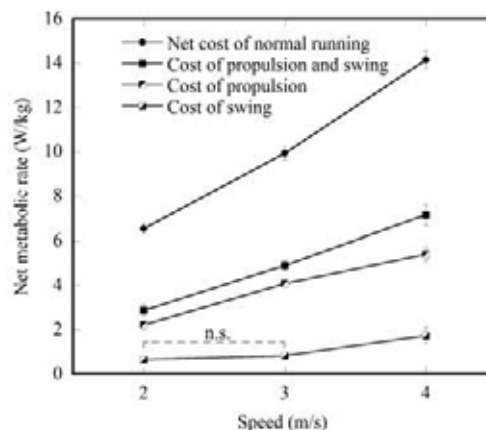 16
14
12
10
8
6
4
2
0
Net metabolic rate (W/kg)
Net cost of normal running
Cost of propulsion and swing
Cost of propulsion
Cost of swing
n.s.
2 3 4
Speed (m/s)